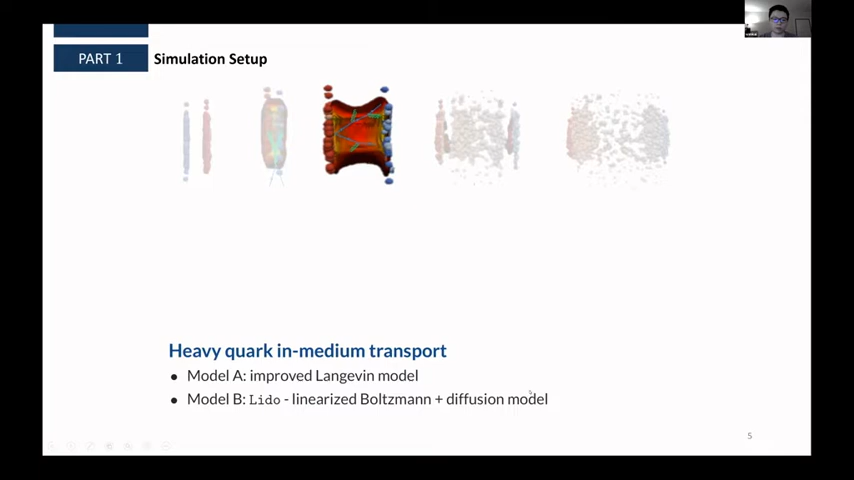 PART 1
Simulation Setup
Heavy quark in-medium transport
• Model A: improved Langevin model
• Model B: Lido - linearized Boltzmann + diffusion model
5